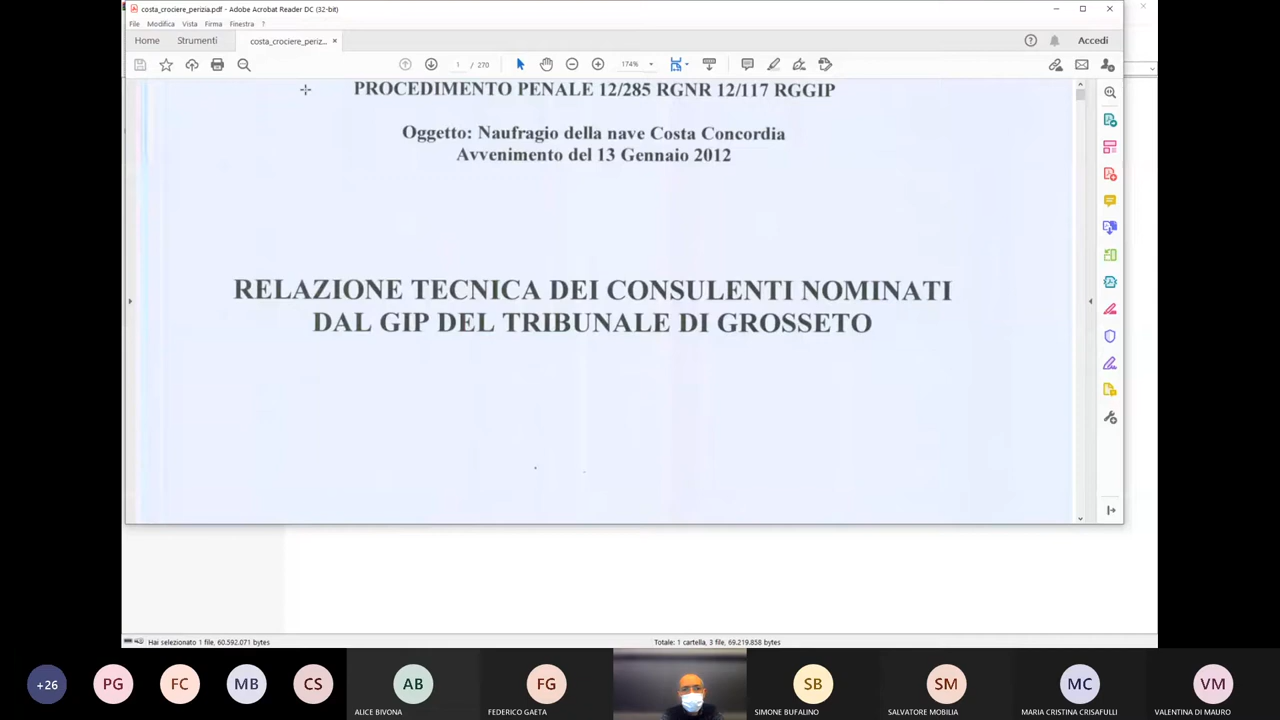 costa_crociere_perizia.pdf - Adobe Acrobat Reader DC (32-bit)
File Modifica Vista Firma Finestra ?
Home Strumenti costa_crociere_periz... × Accedi
1 / 270 174%
PROCEDIMENTO PENALE 12/285 RGNR 12/117 RGGIP
Oggetto: Naufragio della nave Costa Concordia
Avvenimento del 13 Gennaio 2012
RELAZIONE TECNICA DEI CONSULENTI NOMINATI
DAL GIP DEL TRIBUNALE DI GROSSETO
Hai selezionato 1 file, 60.592.071 bytes Totale: 1 cartella, 3 file, 69.219.858 bytes
+26 PG FC MB CS AB FG SB SM MC VM
ALICE BIVONA FEDERICO GAETA SIMONE BUFALINO SALVATORE MOBILIA MARIA CRISTINA CRISAFULLI VALENTINA DI MAURO